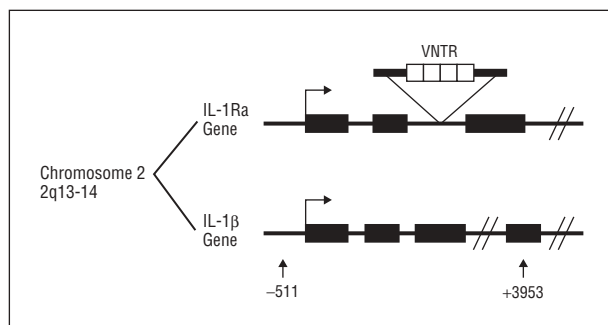 VNTR
IL-1Ra
Gene
Chromosome 2
2q13-14
IL-1β
Gene
−511
+3953